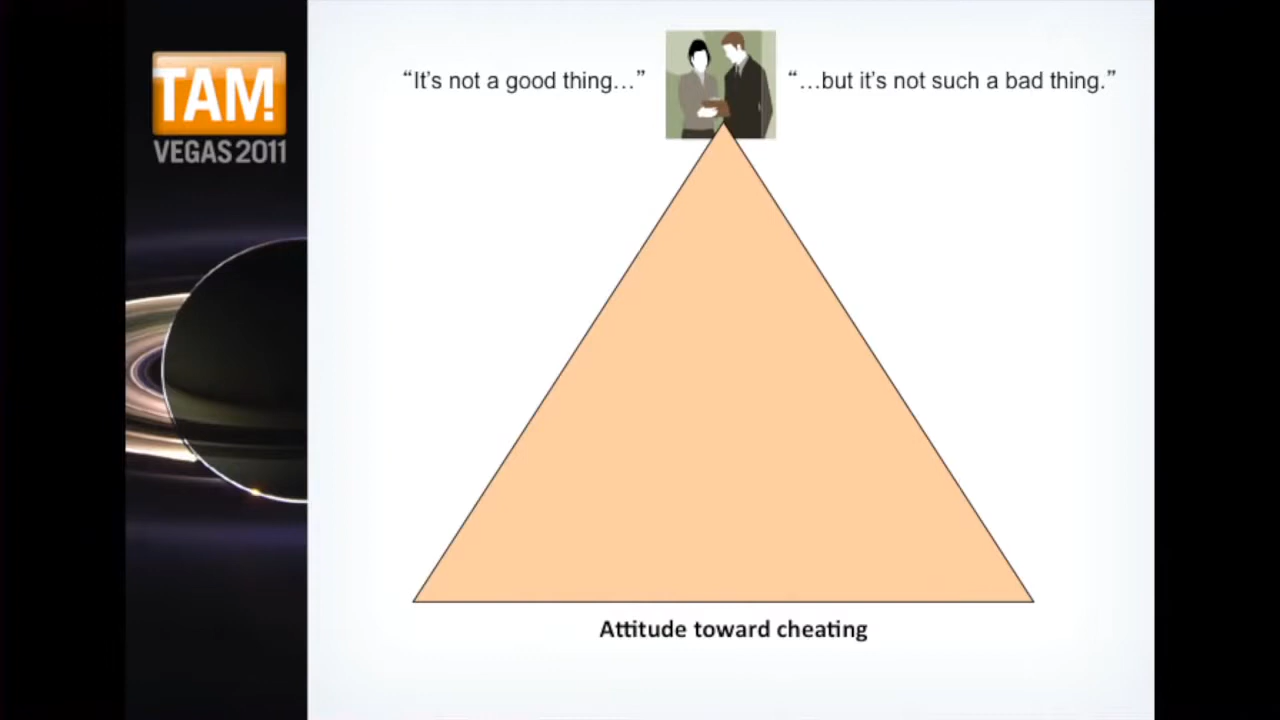 TAM!
VEGAS 2011
“It’s not a good thing…”
“…but it’s not such a bad thing.”
Attitude toward cheating